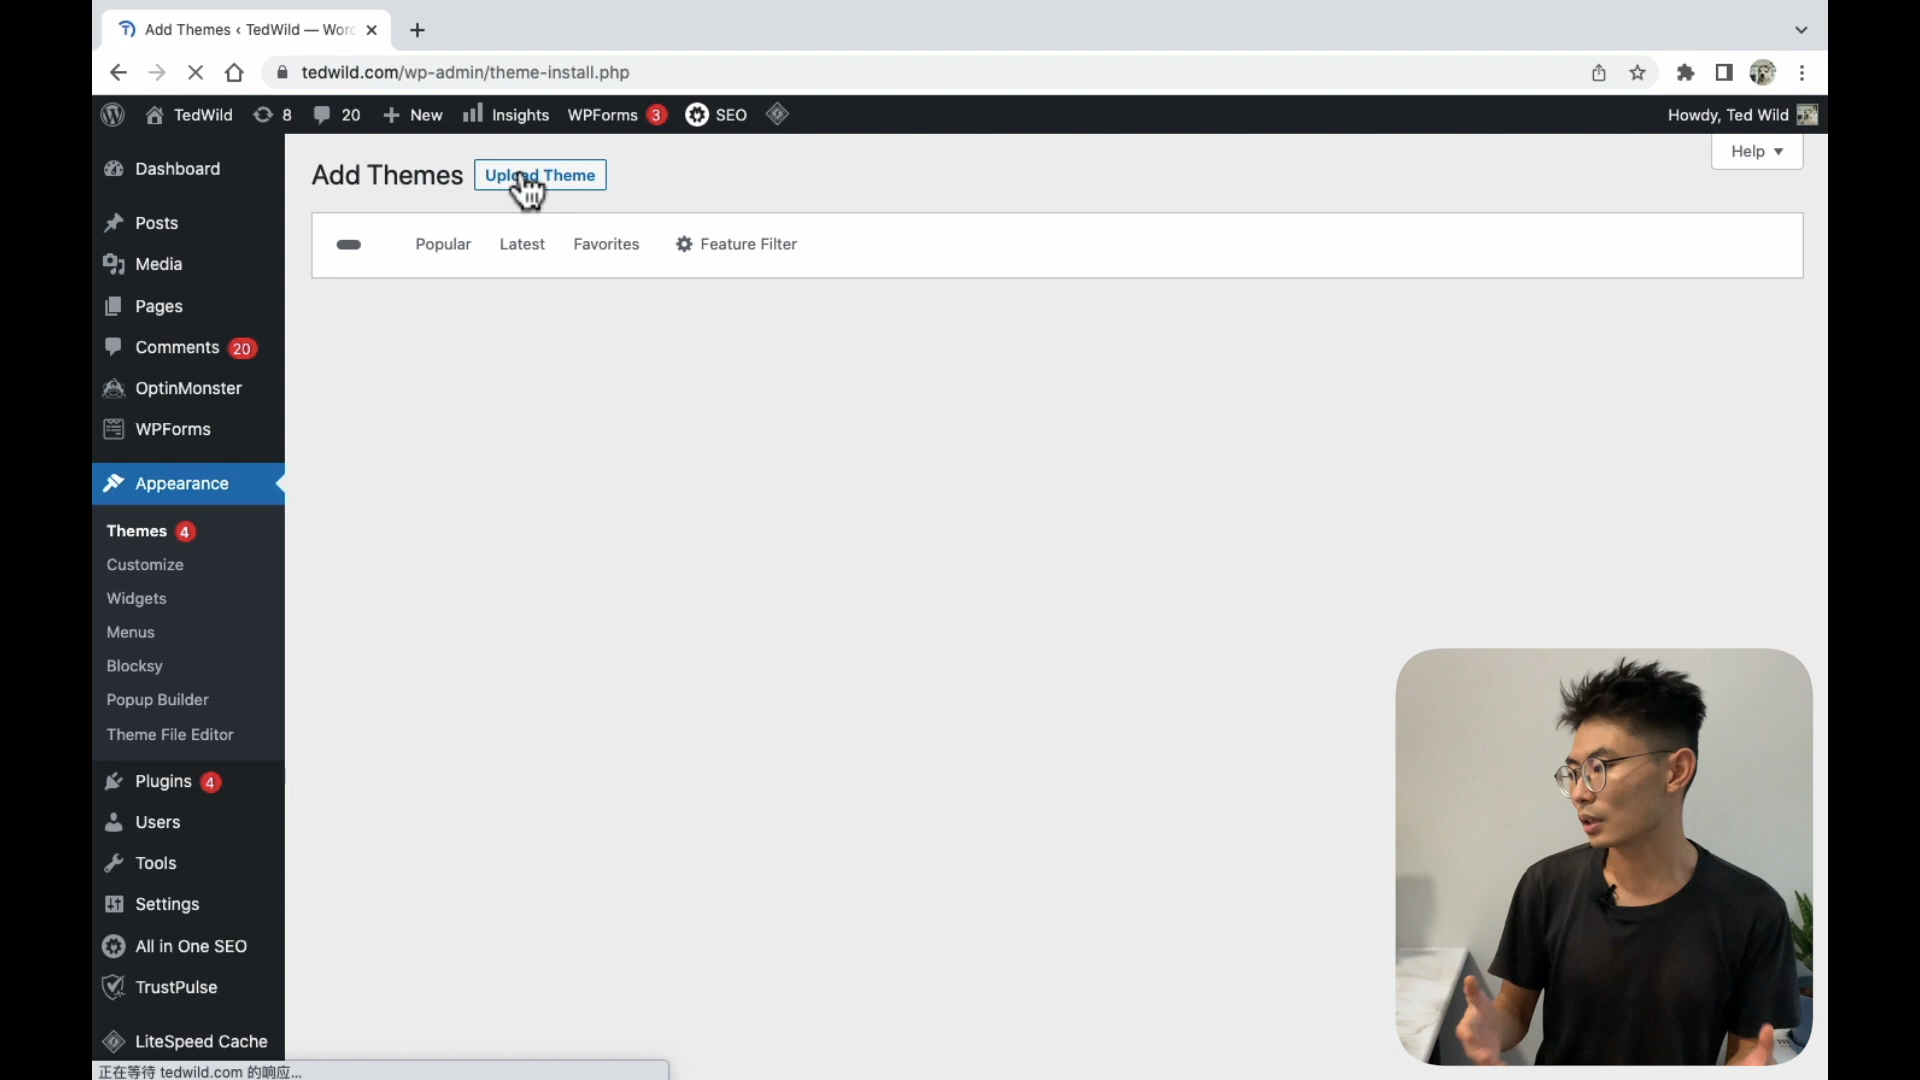 Add Themes ‹ TedWild — Worc
tedwild.com/wp-admin/theme-install.php
TedWild 8 20 New Insights WPForms 3 SEO
Howdy, Ted Wild
Help
Add Themes Upload Theme
Popular Latest Favorites Feature Filter
Dashboard
Posts
Media
Pages
Comments 20
OptinMonster
WPForms
Appearance
Themes 4
Customize
Widgets
Menus
Blocksy
Popup Builder
Theme File Editor
Plugins 4
Users
Tools
Settings
All in One SEO
TrustPulse
LiteSpeed Cache
正在等待 tedwild.com 的响应...